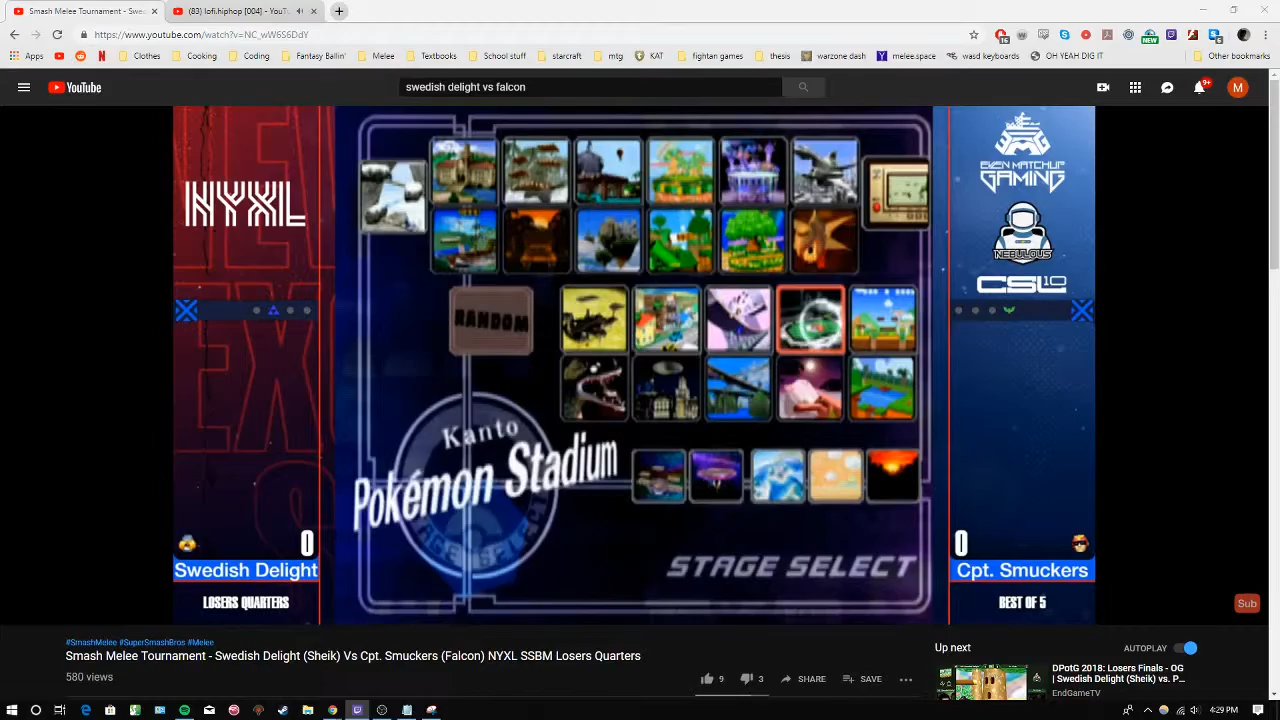 Smash Melee Tournament - Swe
(83) lofi.hiphop [004] - YouT
https://www.youtube.com/watch?v=NC_wW6S6DdY
Apps
Clothes
Cooking
Coding
Fantasy Ballin'
Melee
Textbooks
School stuff
starcraft
mtg
KAT
fightan games
thesis
warzone dash
melee.space
wasd keyboards
OH YEAH DIG IT
Other bookmarks
YouTube
swedish delight vs falcon
9+
M
NYXL
EVEN MATCHUP
GAMING
NEBULOUS
CSL10
RANDOM
Kanto
Pokémon Stadium
STAGE SELECT
0
0
Swedish Delight
Cpt. Smuckers
LOSERS QUARTERS
BEST OF 5
Sub
#SmashMelee #SuperSmashBros #Melee
Smash Melee Tournament - Swedish Delight (Sheik) Vs Cpt. Smuckers (Falcon) NYXL SSBM Losers Quarters
580 views
9
3
SHARE
SAVE
Up next
AUTOPLAY
DPotG 2018: Losers Finals - OG
| Swedish Delight (Sheik) vs. P...
EndGameTV
4:29 PM